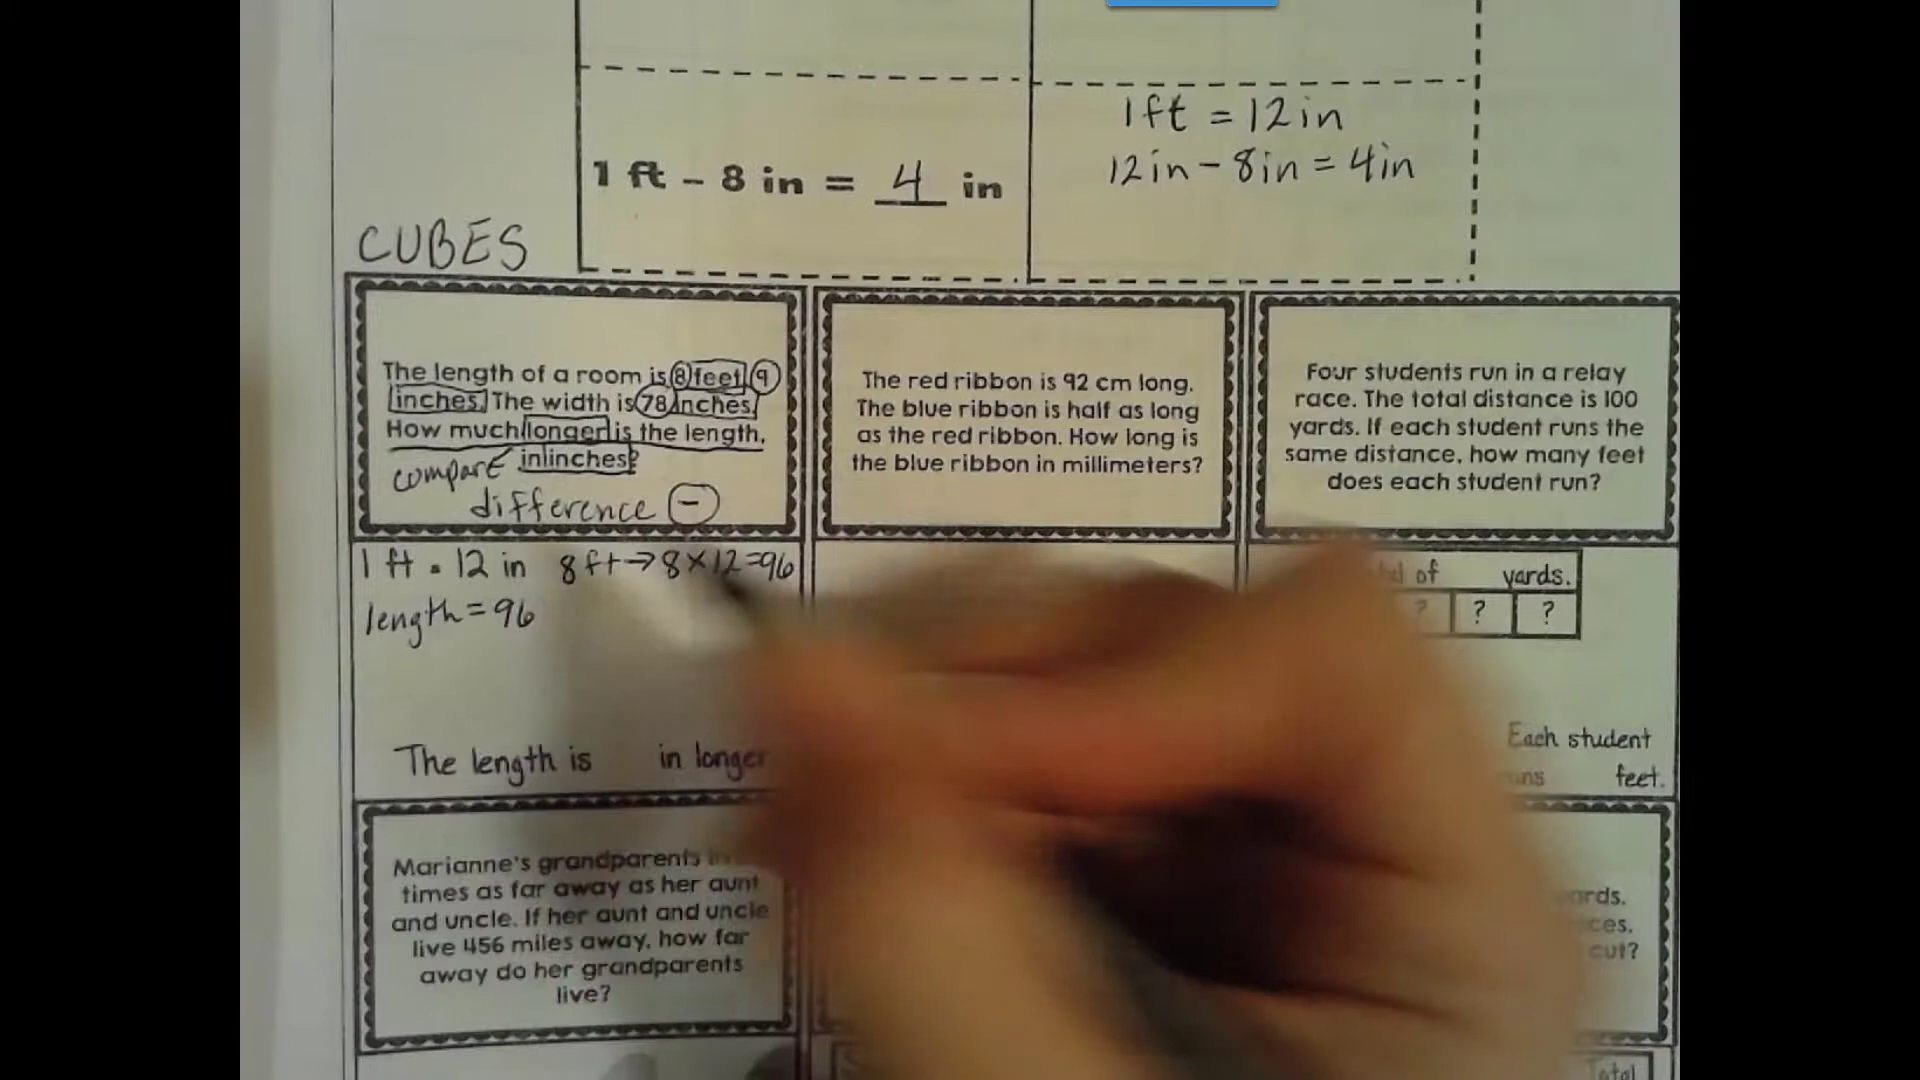 1ft = 12in
12in - 8in = 4in
1 ft - 8 in = 4 in
CUBES
The length of a room is 8 feet 9
inches. The width is 78 inches.
How much longer is the length,
in inches?
compare
difference -
The red ribbon is 92 cm long.
The blue ribbon is half as long
as the red ribbon. How long is
the blue ribbon in millimeters?
Four students run in a relay
race. The total distance is 100
yards. If each student runs the
same distance, how many feet
does each student run?
1 ft = 12 in 8ft→8×12=96
length = 96
The length is in longer
of yards.
? ? ?
Each student
feet.
Marianne's grandparents
times as far away as her aunt
and uncle. If her aunt and uncle
live 456 miles away, how far
away do her grandparents
live?
cut?
Total